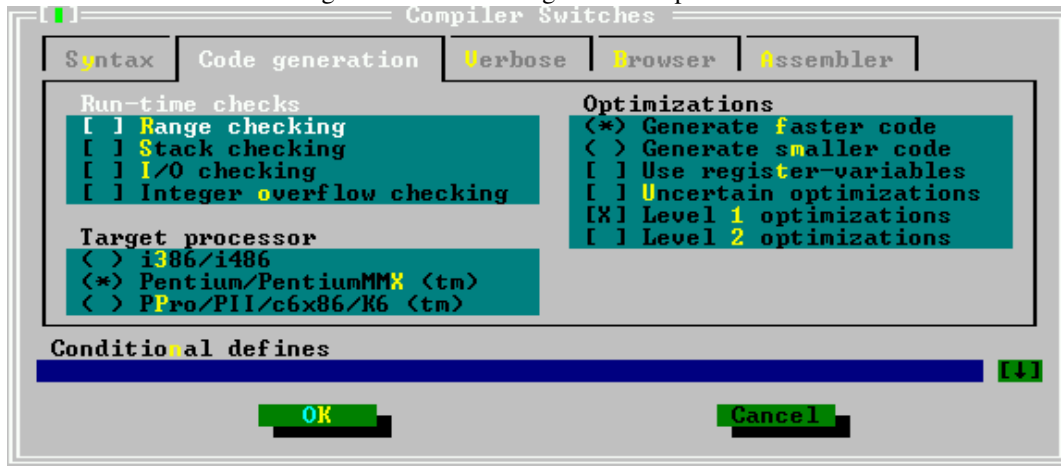 [▮] Compiler Switches
Syntax Code generation Verbose Browser Assembler
Run-time checks
[ ] Range checking
[ ] Stack checking
[ ] I/O checking
[ ] Integer overflow checking
Target processor
( ) i386/i486
(*) Pentium/PentiumMMX (tm)
( ) PPro/PII/c6x86/K6 (tm)
Optimizations
(*) Generate faster code
( ) Generate smaller code
[ ] Use register-variables
[ ] Uncertain optimizations
[X] Level 1 optimizations
[ ] Level 2 optimizations
Conditional defines
[↓]
OK Cancel